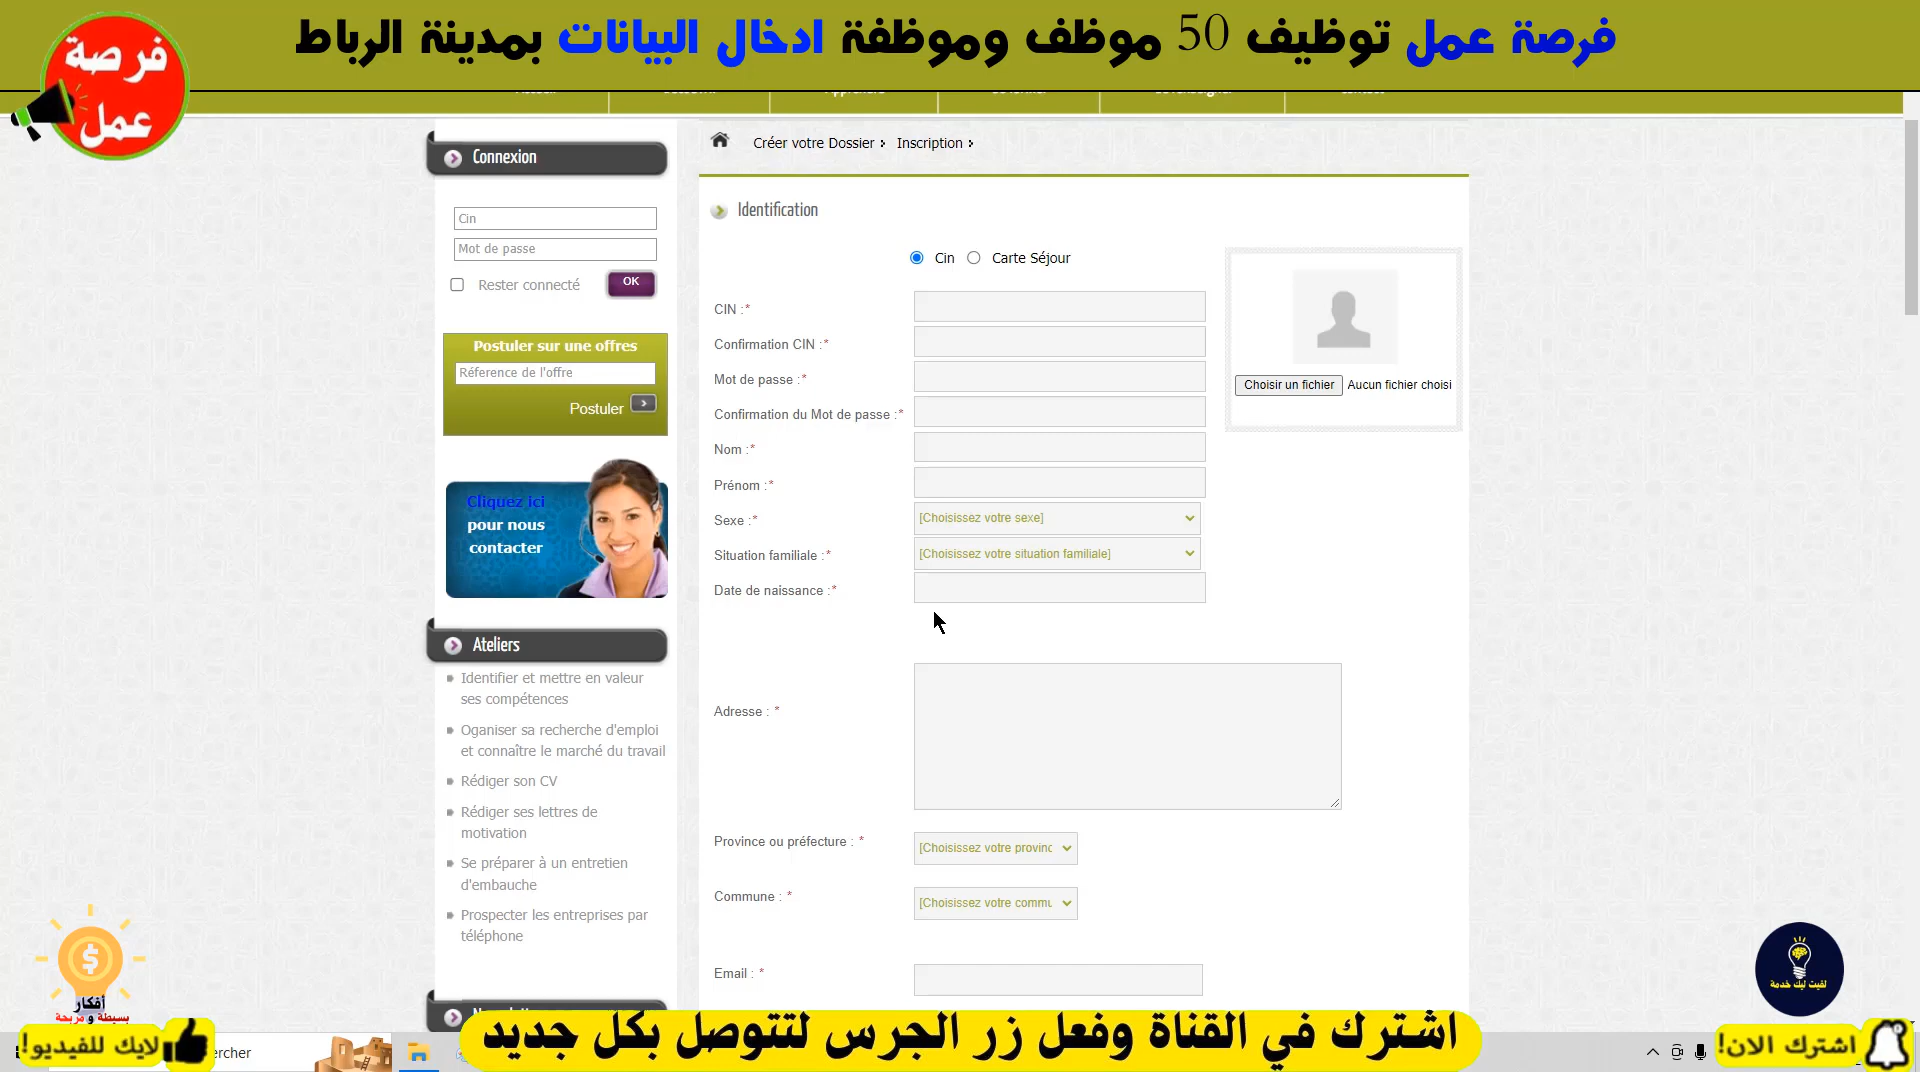 فرصة عمل توظيف 50 موظف وموظفة ادخال البيانات بمدينة الرباط
فرصة
عمل
Connexion
Cin
Mot de passe
Rester connecté
OK
Postuler sur une offres
Réference de l'offre
Postuler
Cliquez ici
pour nous
contacter
Ateliers
Identifier et mettre en valeur
ses compétences
Oganiser sa recherche d'emploi
et connaître le marché du travail
Rédiger son CV
Rédiger ses lettres de
motivation
Se préparer à un entretien
d'embauche
Prospecter les entreprises par
téléphone
Créer votre Dossier
Inscription
Identification
Cin
Carte Séjour
CIN :*
Confirmation CIN :*
Mot de passe :*
Confirmation du Mot de passe :*
Nom :*
Prénom :*
Sexe :* [Choisissez votre sexe]
Situation familiale :* [Choisissez votre situation familiale]
Date de naissance :*
Adresse : *
Province ou préfecture : * [Choisissez votre provinc
Commune : * [Choisissez votre commu
Email : *
Choisir un fichier Aucun fichier choisi
أفكار
بسيطة و مربحة
لقيت ليك خدمة
لايك للفيديو!
ercher
اشترك في القناة وفعل زر الجرس لتتوصل بكل جديد
اشترك الان!